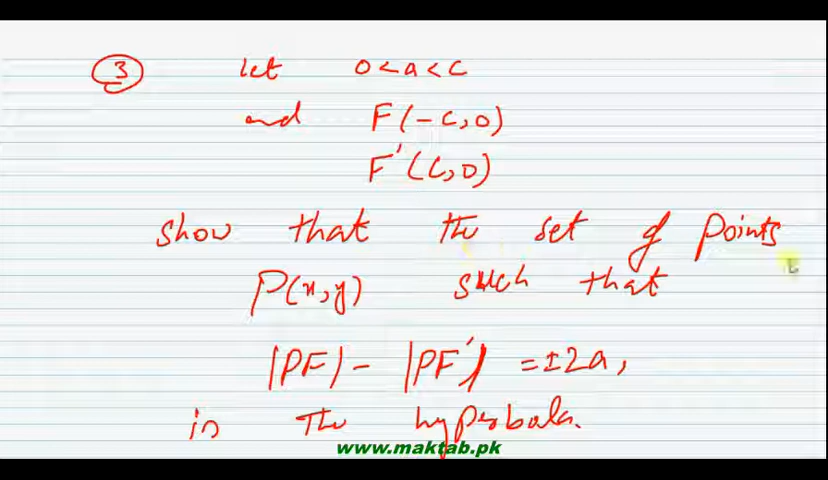 3 let 0 < a < c
and F(-c, 0)
F'(c, 0)
show that the set of points
P(x, y) such that
|PF| - |PF'| = ±2a,
is the hyperbola.
www.maktab.pk